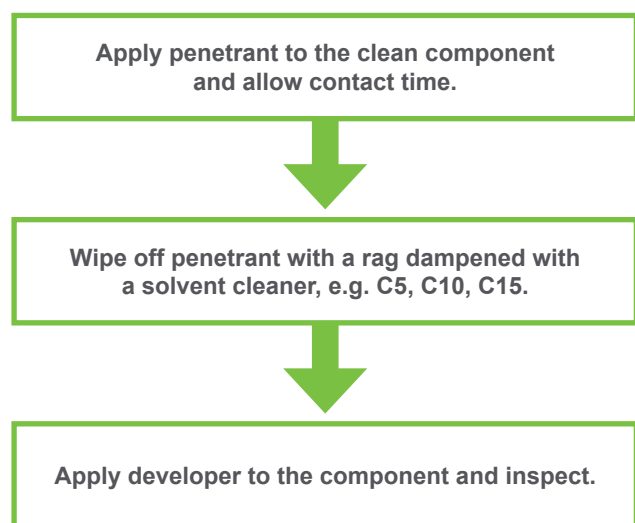 Apply penetrant to the clean component
and allow contact time.
Wipe off penetrant with a rag dampened with
a solvent cleaner, e.g. C5, C10, C15.
Apply developer to the component and inspect.